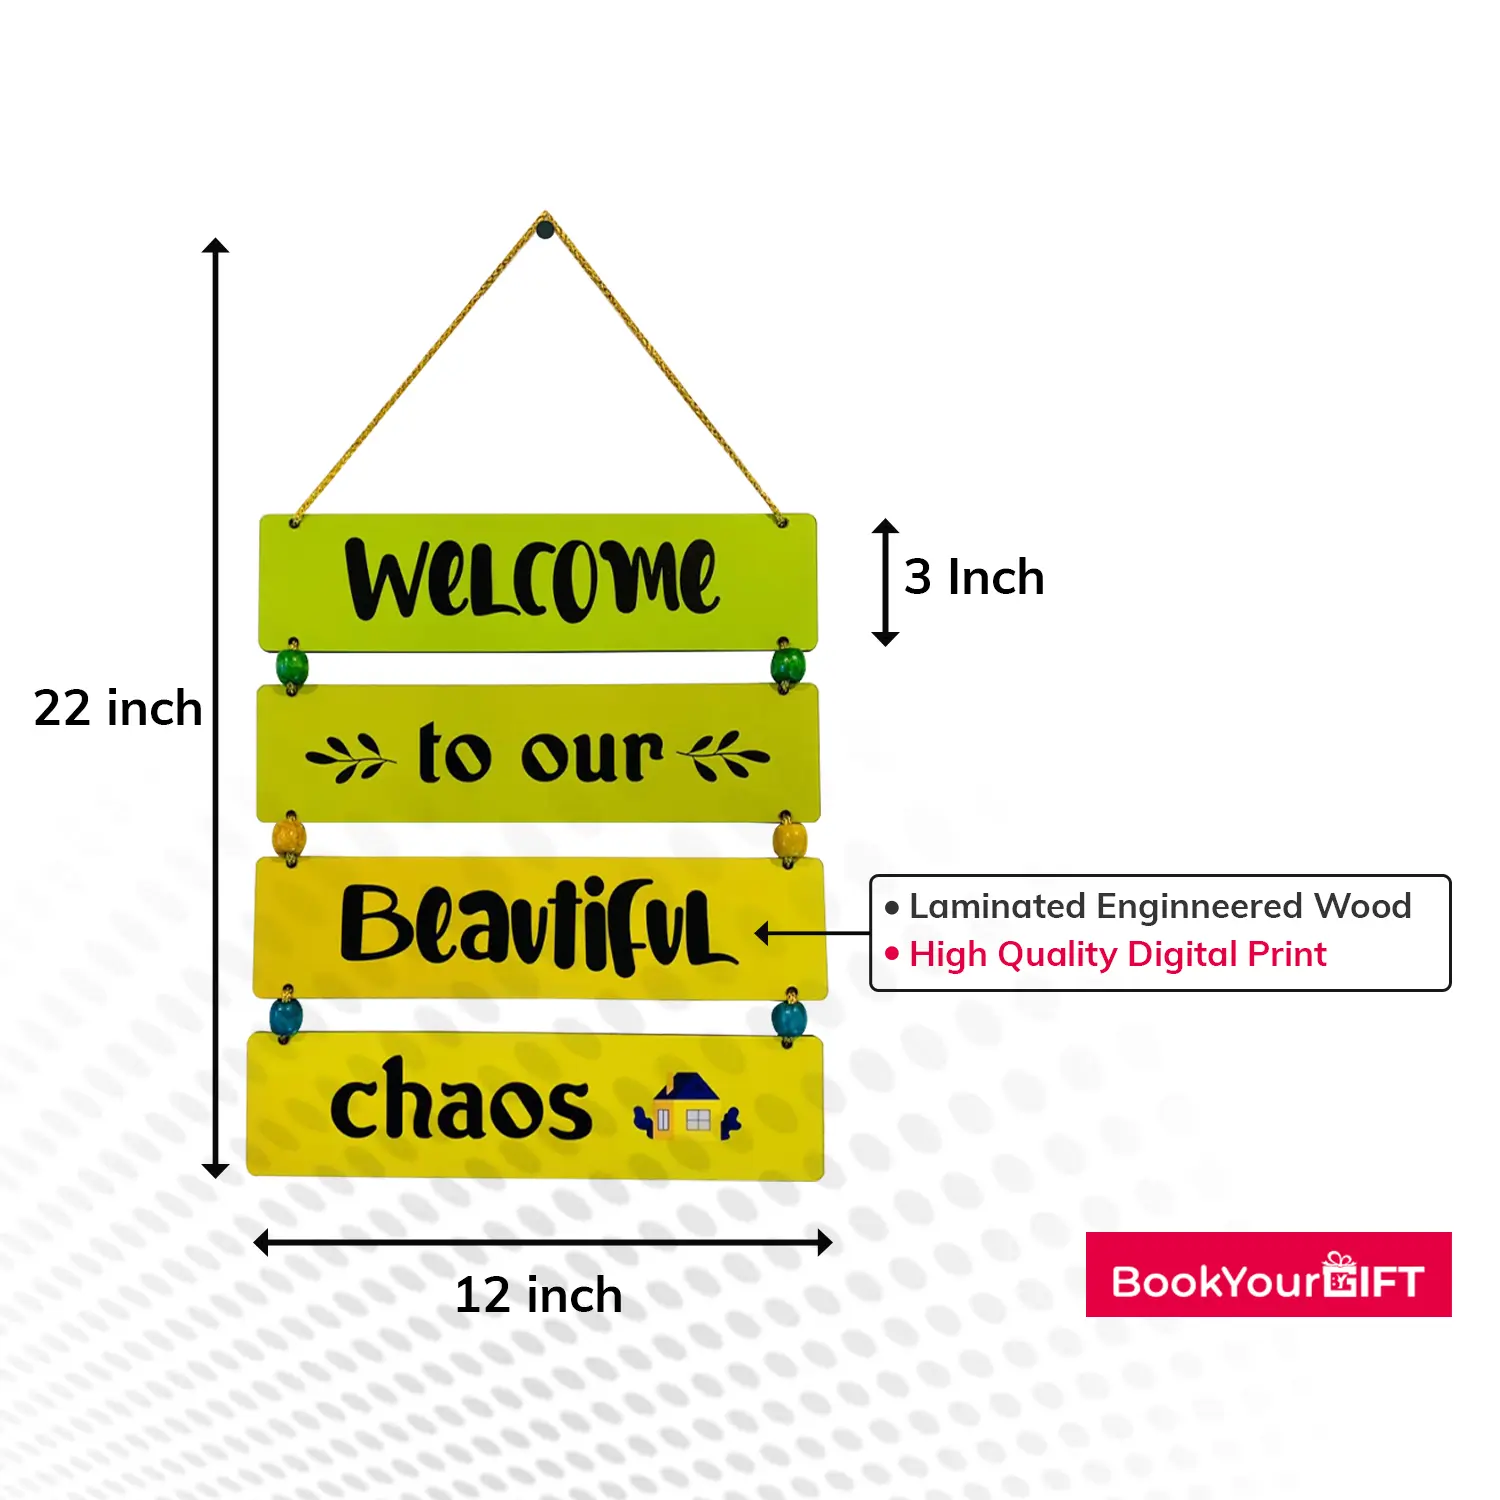 WELCOME
3 Inch
22 inch
to our
Beautiful
• Laminated Enginneered Wood
• High Quality Digital Print
chaos
12 inch
BookYourGIFT